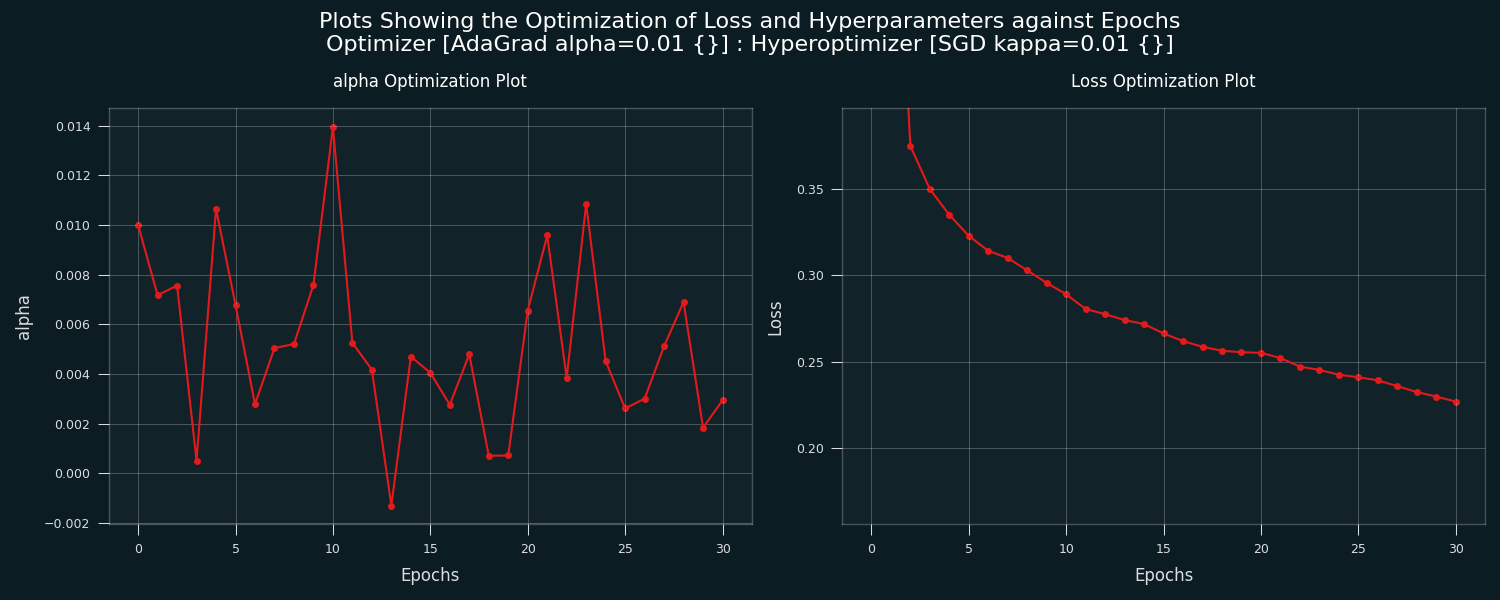 Plots Showing the Optimization of Loss and Hyperparameters against Epochs
Optimizer [AdaGrad alpha=0.01 {}] : Hyperoptimizer [SGD kappa=0.01 {}]
alpha Optimization Plot
0.014
0.012
0.010
0.008
0.006
0.004
0.002
0.000
−0.002
alpha
0 5 10 15 20 25 30
Epochs
Loss Optimization Plot
0.35
0.30
0.25
0.20
Loss
0 5 10 15 20 25 30
Epochs